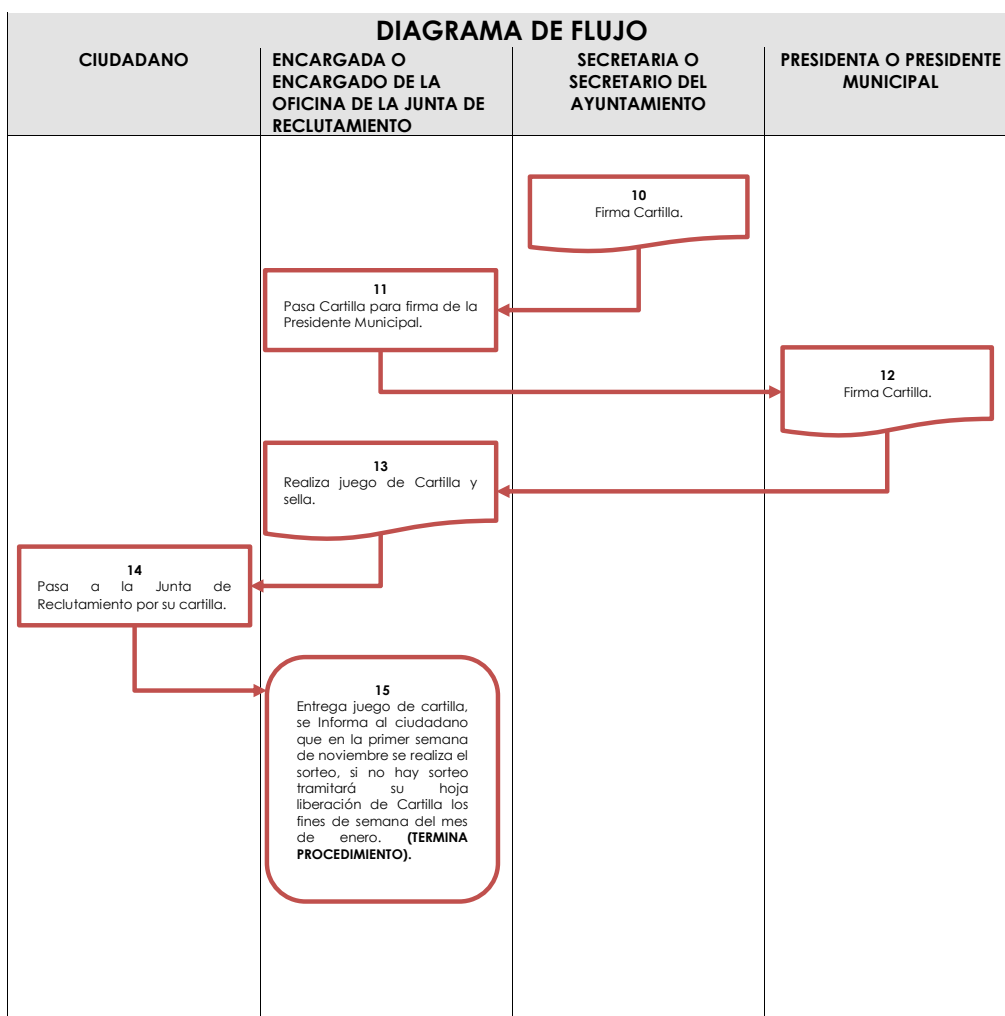 DIAGRAMA DE FLUJO
CIUDADANO
ENCARGADA O
ENCARGADO DE LA
OFICINA DE LA JUNTA DE
RECLUTAMIENTO
SECRETARIA O
SECRETARIO DEL
AYUNTAMIENTO
PRESIDENTA O PRESIDENTE
MUNICIPAL
10
Firma Cartilla.
11
Pasa Cartilla para firma de la
Presidente Municipal.
12
Firma Cartilla.
13
Realiza juego de Cartilla y
sella.
14
Pasa a la Junta de
Reclutamiento por su cartilla.
15
Entrega juego de cartilla,
se Informa al ciudadano
que en la primer semana
de noviembre se realiza el
sorteo, si no hay sorteo
tramitará su hoja
liberación de Cartilla los
fines de semana del mes
de enero. (TERMINA
PROCEDIMIENTO).